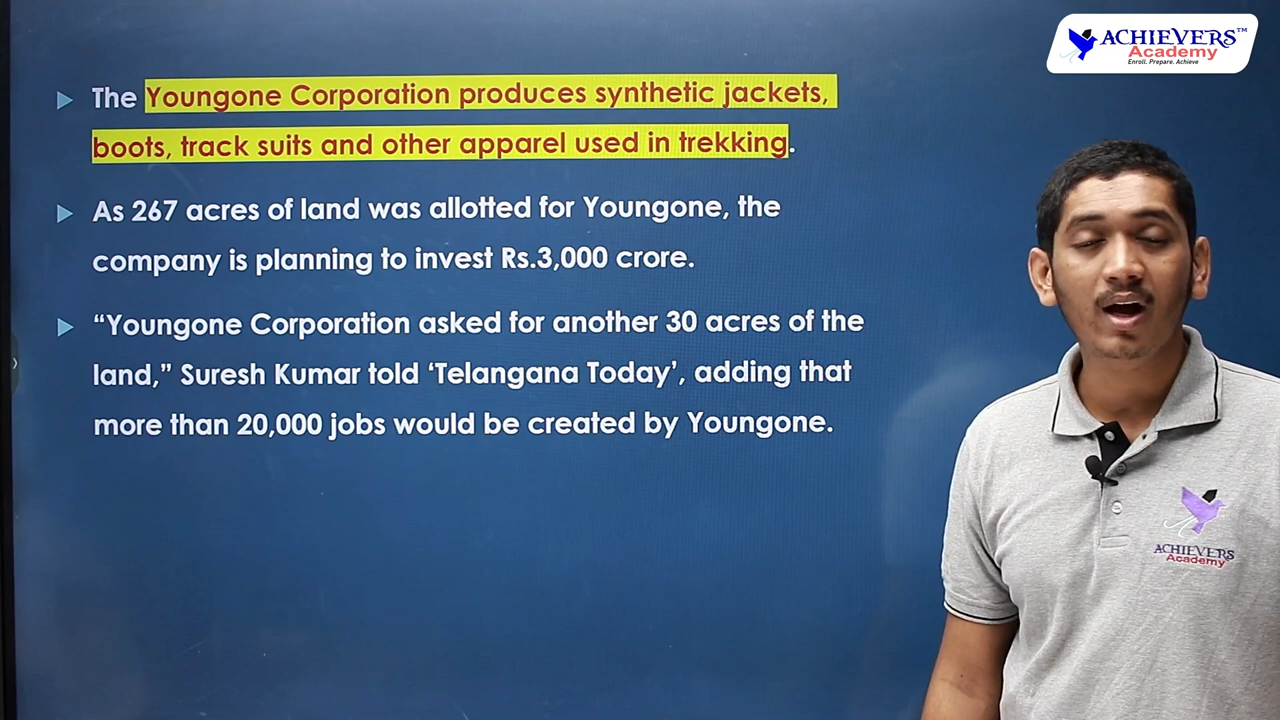 ACHIEVERS™
Academy
Enroll. Prepare. Achieve
The Youngone Corporation produces synthetic jackets,
boots, track suits and other apparel used in trekking.
As 267 acres of land was allotted for Youngone, the
company is planning to invest Rs.3,000 crore.
“Youngone Corporation asked for another 30 acres of the
land,” Suresh Kumar told ‘Telangana Today’, adding that
more than 20,000 jobs would be created by Youngone.
ACHIEVERS
Academy